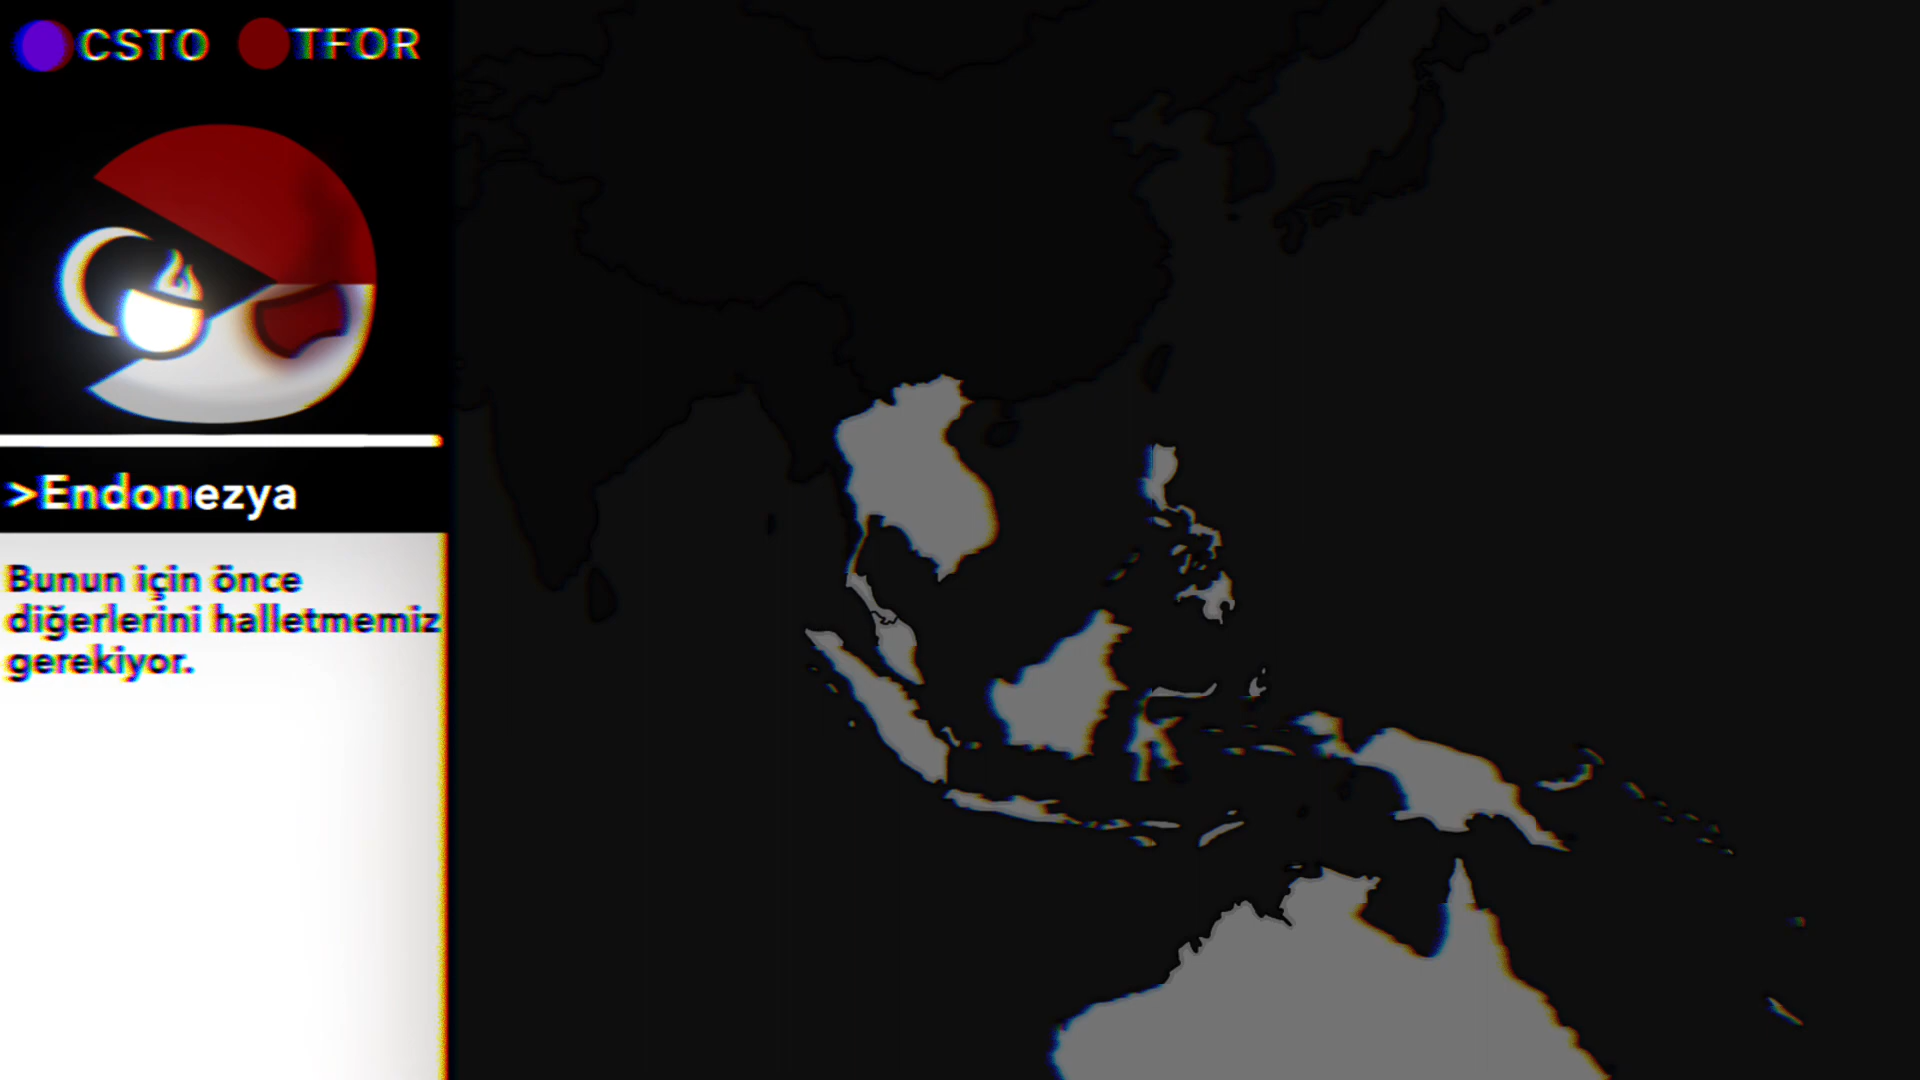 CSTO TFOR
>Endonezya
Bunun için önce
diğerlerini halletmemiz
gerekiyor.